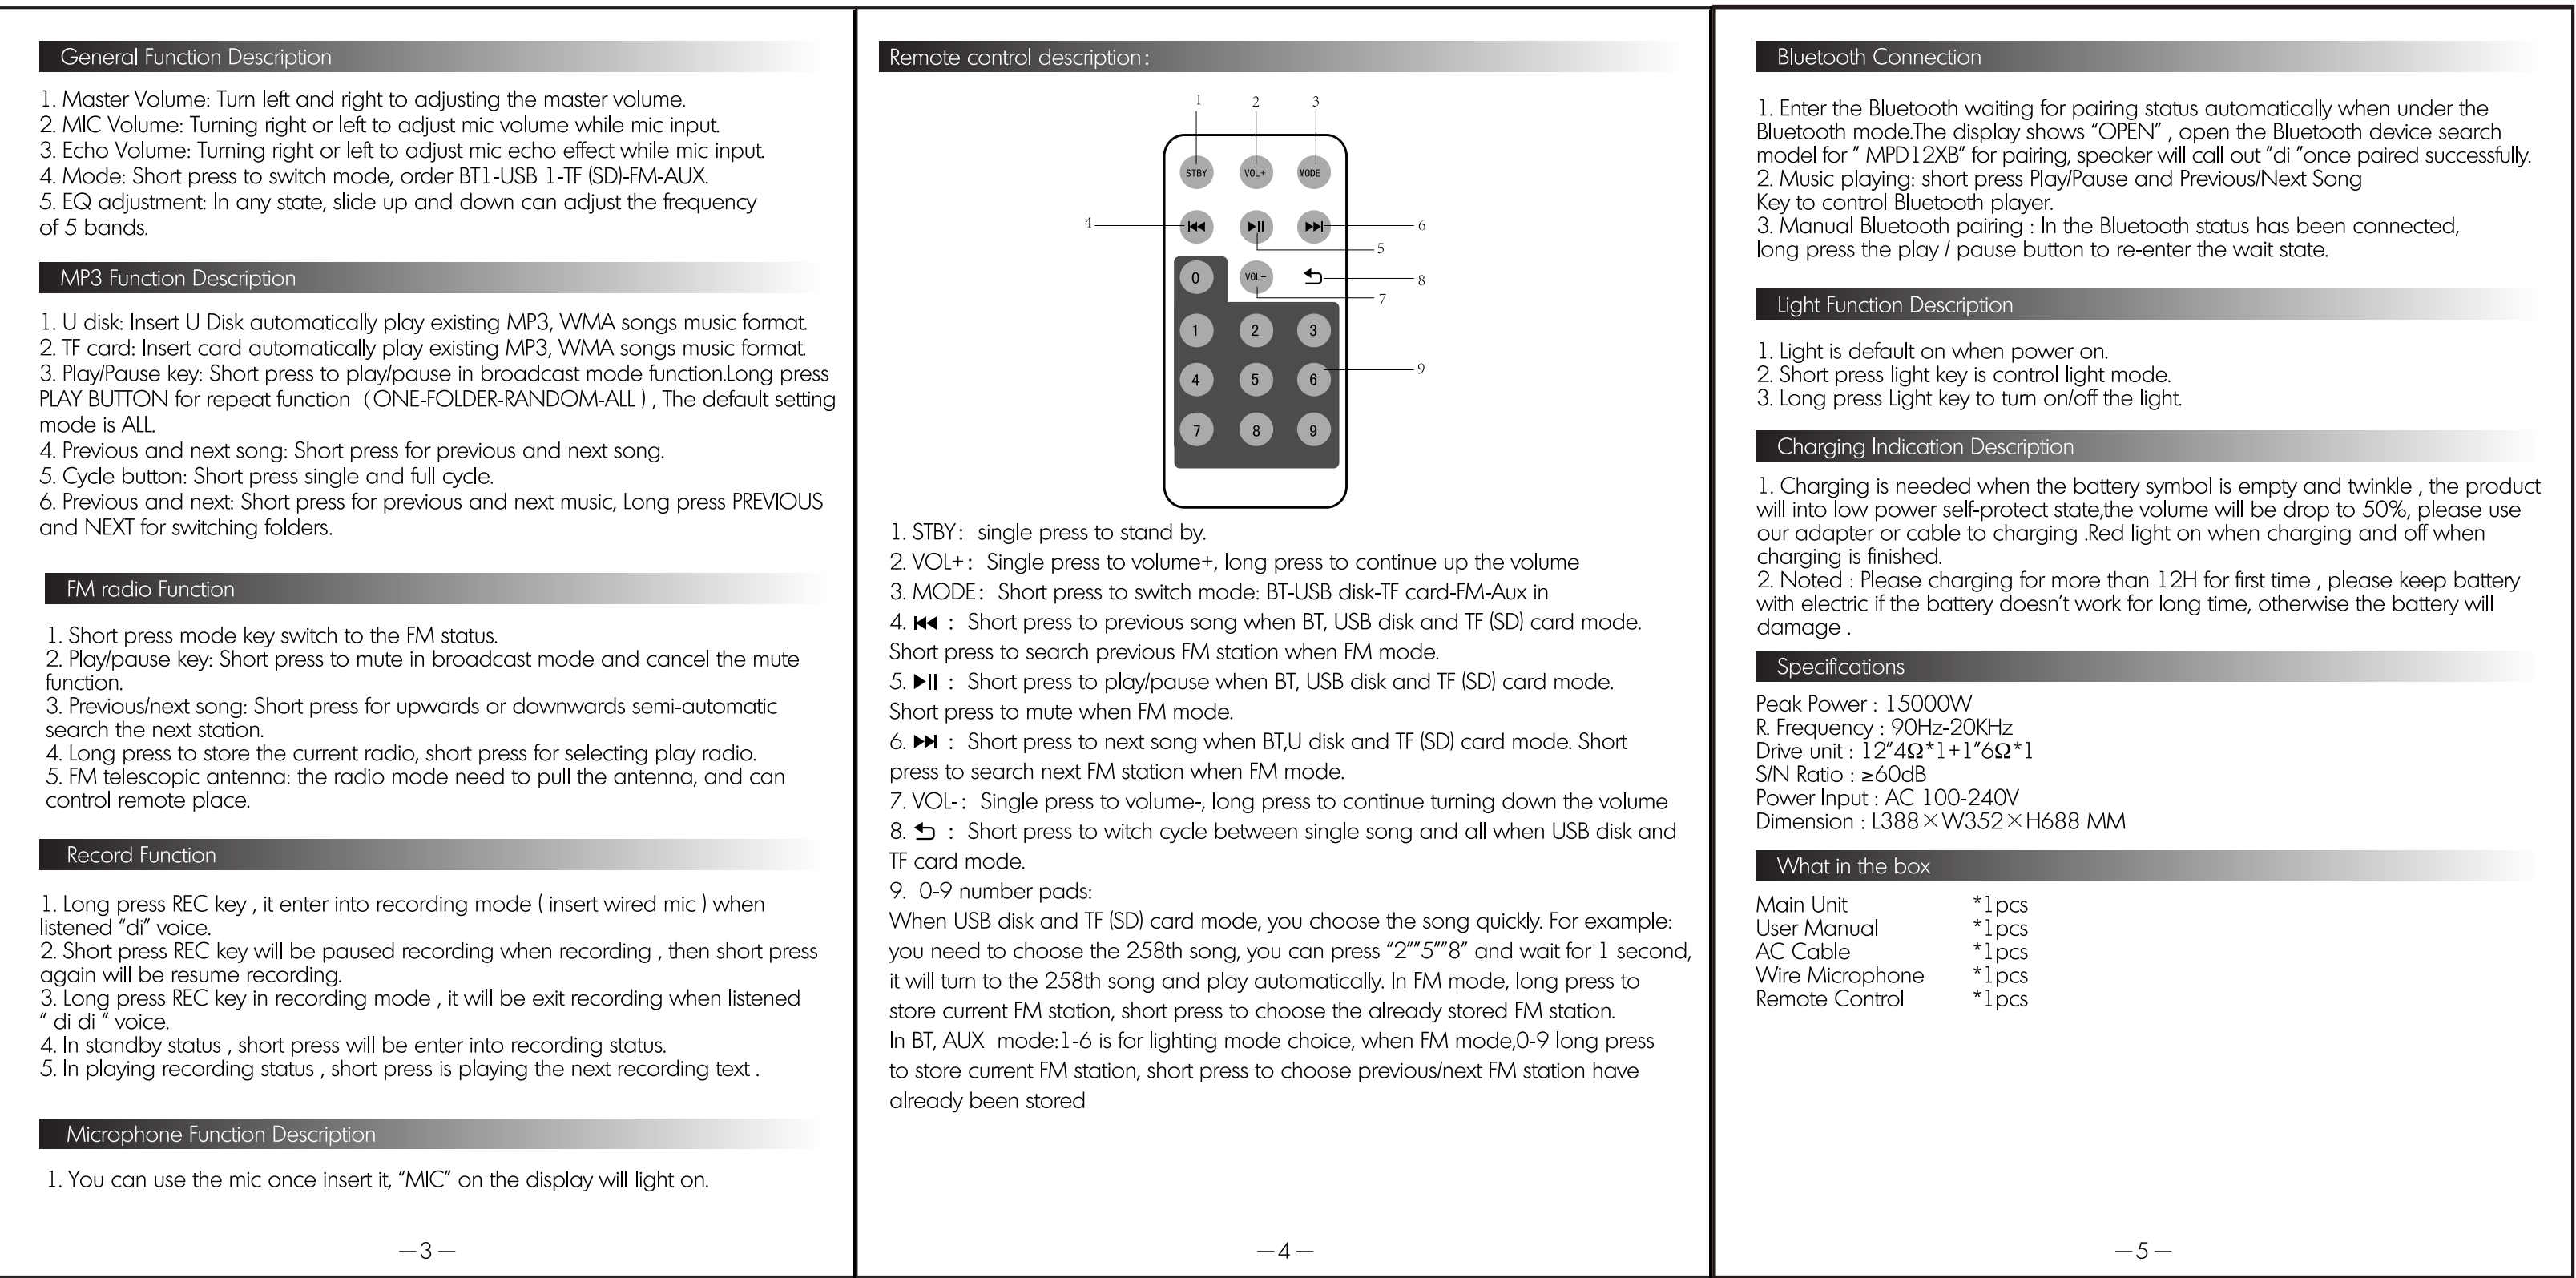 General Function Description
1. Master Volume: Turn left and right to adjusting the master volume.
2. MIC Volume: Turning right or left to adjust mic volume while mic input.
3. Echo Volume: Turning right or left to adjust mic echo effect while mic input.
4. Mode: Short press to switch mode, order BT1-USB 1-TF (SD)-FM-AUX.
5. EQ adjustment: In any state, slide up and down can adjust the frequency
of 5 bands.
MP3 Function Description
1. U disk: Insert U Disk automatically play existing MP3, WMA songs music format.
2. TF card: Insert card automatically play existing MP3, WMA songs music format.
3. Play/Pause key: Short press to play/pause in broadcast mode function.Long press
PLAY BUTTON for repeat function（ONE-FOLDER-RANDOM-ALL）, The default setting
mode is ALL.
4. Previous and next song: Short press for previous and next song.
5. Cycle button: Short press single and full cycle.
6. Previous and next: Short press for previous and next music, Long press PREVIOUS
and NEXT for switching folders.
FM radio Function
1. Short press mode key switch to the FM status.
2. Play/pause key: Short press to mute in broadcast mode and cancel the mute
function.
3. Previous/next song: Short press for upwards or downwards semi-automatic
search the next station.
4. Long press to store the current radio, short press for selecting play radio.
5. FM telescopic antenna: the radio mode need to pull the antenna, and can
control remote place.
Record Function
1. Long press REC key , it enter into recording mode ( insert wired mic ) when
listened “di” voice.
2. Short press REC key will be paused recording when recording , then short press
again will be resume recording.
3. Long press REC key in recording mode , it will be exit recording when listened
“ di di “ voice.
4. In standby status , short press will be enter into recording status.
5. In playing recording status , short press is playing the next recording text .
Microphone Function Description
1. You can use the mic once insert it, “MIC” on the display will light on.
—3—
Remote control description:
1 2 3
STBY VOL+ MODE
4 6
5
0 VOL- 8
7
1 2 3
4 5 6 9
7 8 9
1. STBY: single press to stand by.
2. VOL+: Single press to volume+, long press to continue up the volume
3. MODE: Short press to switch mode: BT-USB disk-TF card-FM-Aux in
4. ⏮ : Short press to previous song when BT, USB disk and TF (SD) card mode.
Short press to search previous FM station when FM mode.
5. ⏯ : Short press to play/pause when BT, USB disk and TF (SD) card mode.
Short press to mute when FM mode.
6. ⏭ : Short press to next song when BT,U disk and TF (SD) card mode. Short
press to search next FM station when FM mode.
7. VOL-: Single press to volume-, long press to continue turning down the volume
8. ⮌ : Short press to witch cycle between single song and all when USB disk and
TF card mode.
9. 0-9 number pads:
When USB disk and TF (SD) card mode, you choose the song quickly. For example:
you need to choose the 258th song, you can press “2”“5”“8” and wait for 1 second,
it will turn to the 258th song and play automatically. In FM mode, long press to
store current FM station, short press to choose the already stored FM station.
In BT, AUX mode:1-6 is for lighting mode choice, when FM mode,0-9 long press
to store current FM station, short press to choose previous/next FM station have
already been stored
—4—
Bluetooth Connection
1. Enter the Bluetooth waiting for pairing status automatically when under the
Bluetooth mode.The display shows “OPEN” , open the Bluetooth device search
model for ” MPD12XB” for pairing, speaker will call out ”di ”once paired successfully.
2. Music playing: short press Play/Pause and Previous/Next Song
Key to control Bluetooth player.
3. Manual Bluetooth pairing : In the Bluetooth status has been connected,
long press the play / pause button to re-enter the wait state.
Light Function Description
1. Light is default on when power on.
2. Short press light key is control light mode.
3. Long press Light key to turn on/off the light.
Charging Indication Description
1. Charging is needed when the battery symbol is empty and twinkle , the product
will into low power self-protect state,the volume will be drop to 50%, please use
our adapter or cable to charging .Red light on when charging and off when
charging is finished.
2. Noted : Please charging for more than 12H for first time , please keep battery
with electric if the battery doesn’t work for long time, otherwise the battery will
damage .
Specifications
Peak Power : 15000W
R. Frequency : 90Hz-20KHz
Drive unit : 12”4Ω*1+1”6Ω*1
S/N Ratio : ≥60dB
Power Input : AC 100-240V
Dimension : L388×W352×H688 MM
What in the box
Main Unit *1pcs
User Manual *1pcs
AC Cable *1pcs
Wire Microphone *1pcs
Remote Control *1pcs
—5—